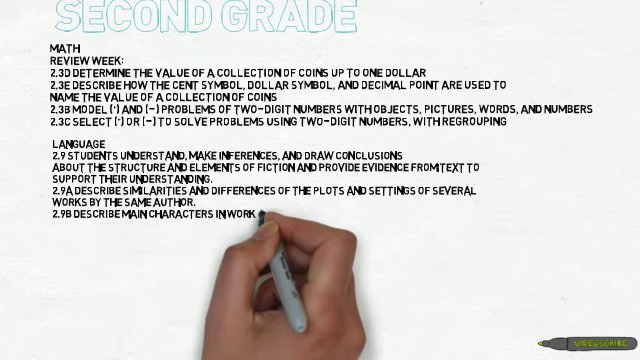 SECOND GRADE
MATH
REVIEW WEEK:
2.3D DETERMINE THE VALUE OF A COLLECTION OF COINS UP TO ONE DOLLAR
2.3E DESCRIBE HOW THE CENT SYMBOL, DOLLAR SYMBOL, AND DECIMAL POINT ARE USED TO
NAME THE VALUE OF A COLLECTION OF COINS
2.3B MODEL (+) AND (-) PROBLEMS OF TWO-DIGIT NUMBERS WITH OBJECTS, PICTURES, WORDS, AND NUMBERS
2.3C SELECT (+) OR (-) TO SOLVE PROBLEMS USING TWO-DIGIT NUMBERS, WITH REGROUPING
LANGUAGE
2.9 STUDENTS UNDERSTAND, MAKE INFERENCES, AND DRAW CONCLUSIONS
ABOUT THE STRUCTURE AND ELEMENTS OF FICTION AND PROVIDE EVIDENCE FROM TEXT TO
SUPPORT THEIR UNDERSTANDING.
2.9A DESCRIBE SIMILARITIES AND DIFFERENCES OF THE PLOTS AND SETTINGS OF SEVERAL
WORKS BY THE SAME AUTHOR.
2.9B DESCRIBE MAIN CHARACTERS IN WORK
VIDEOSCRIBE